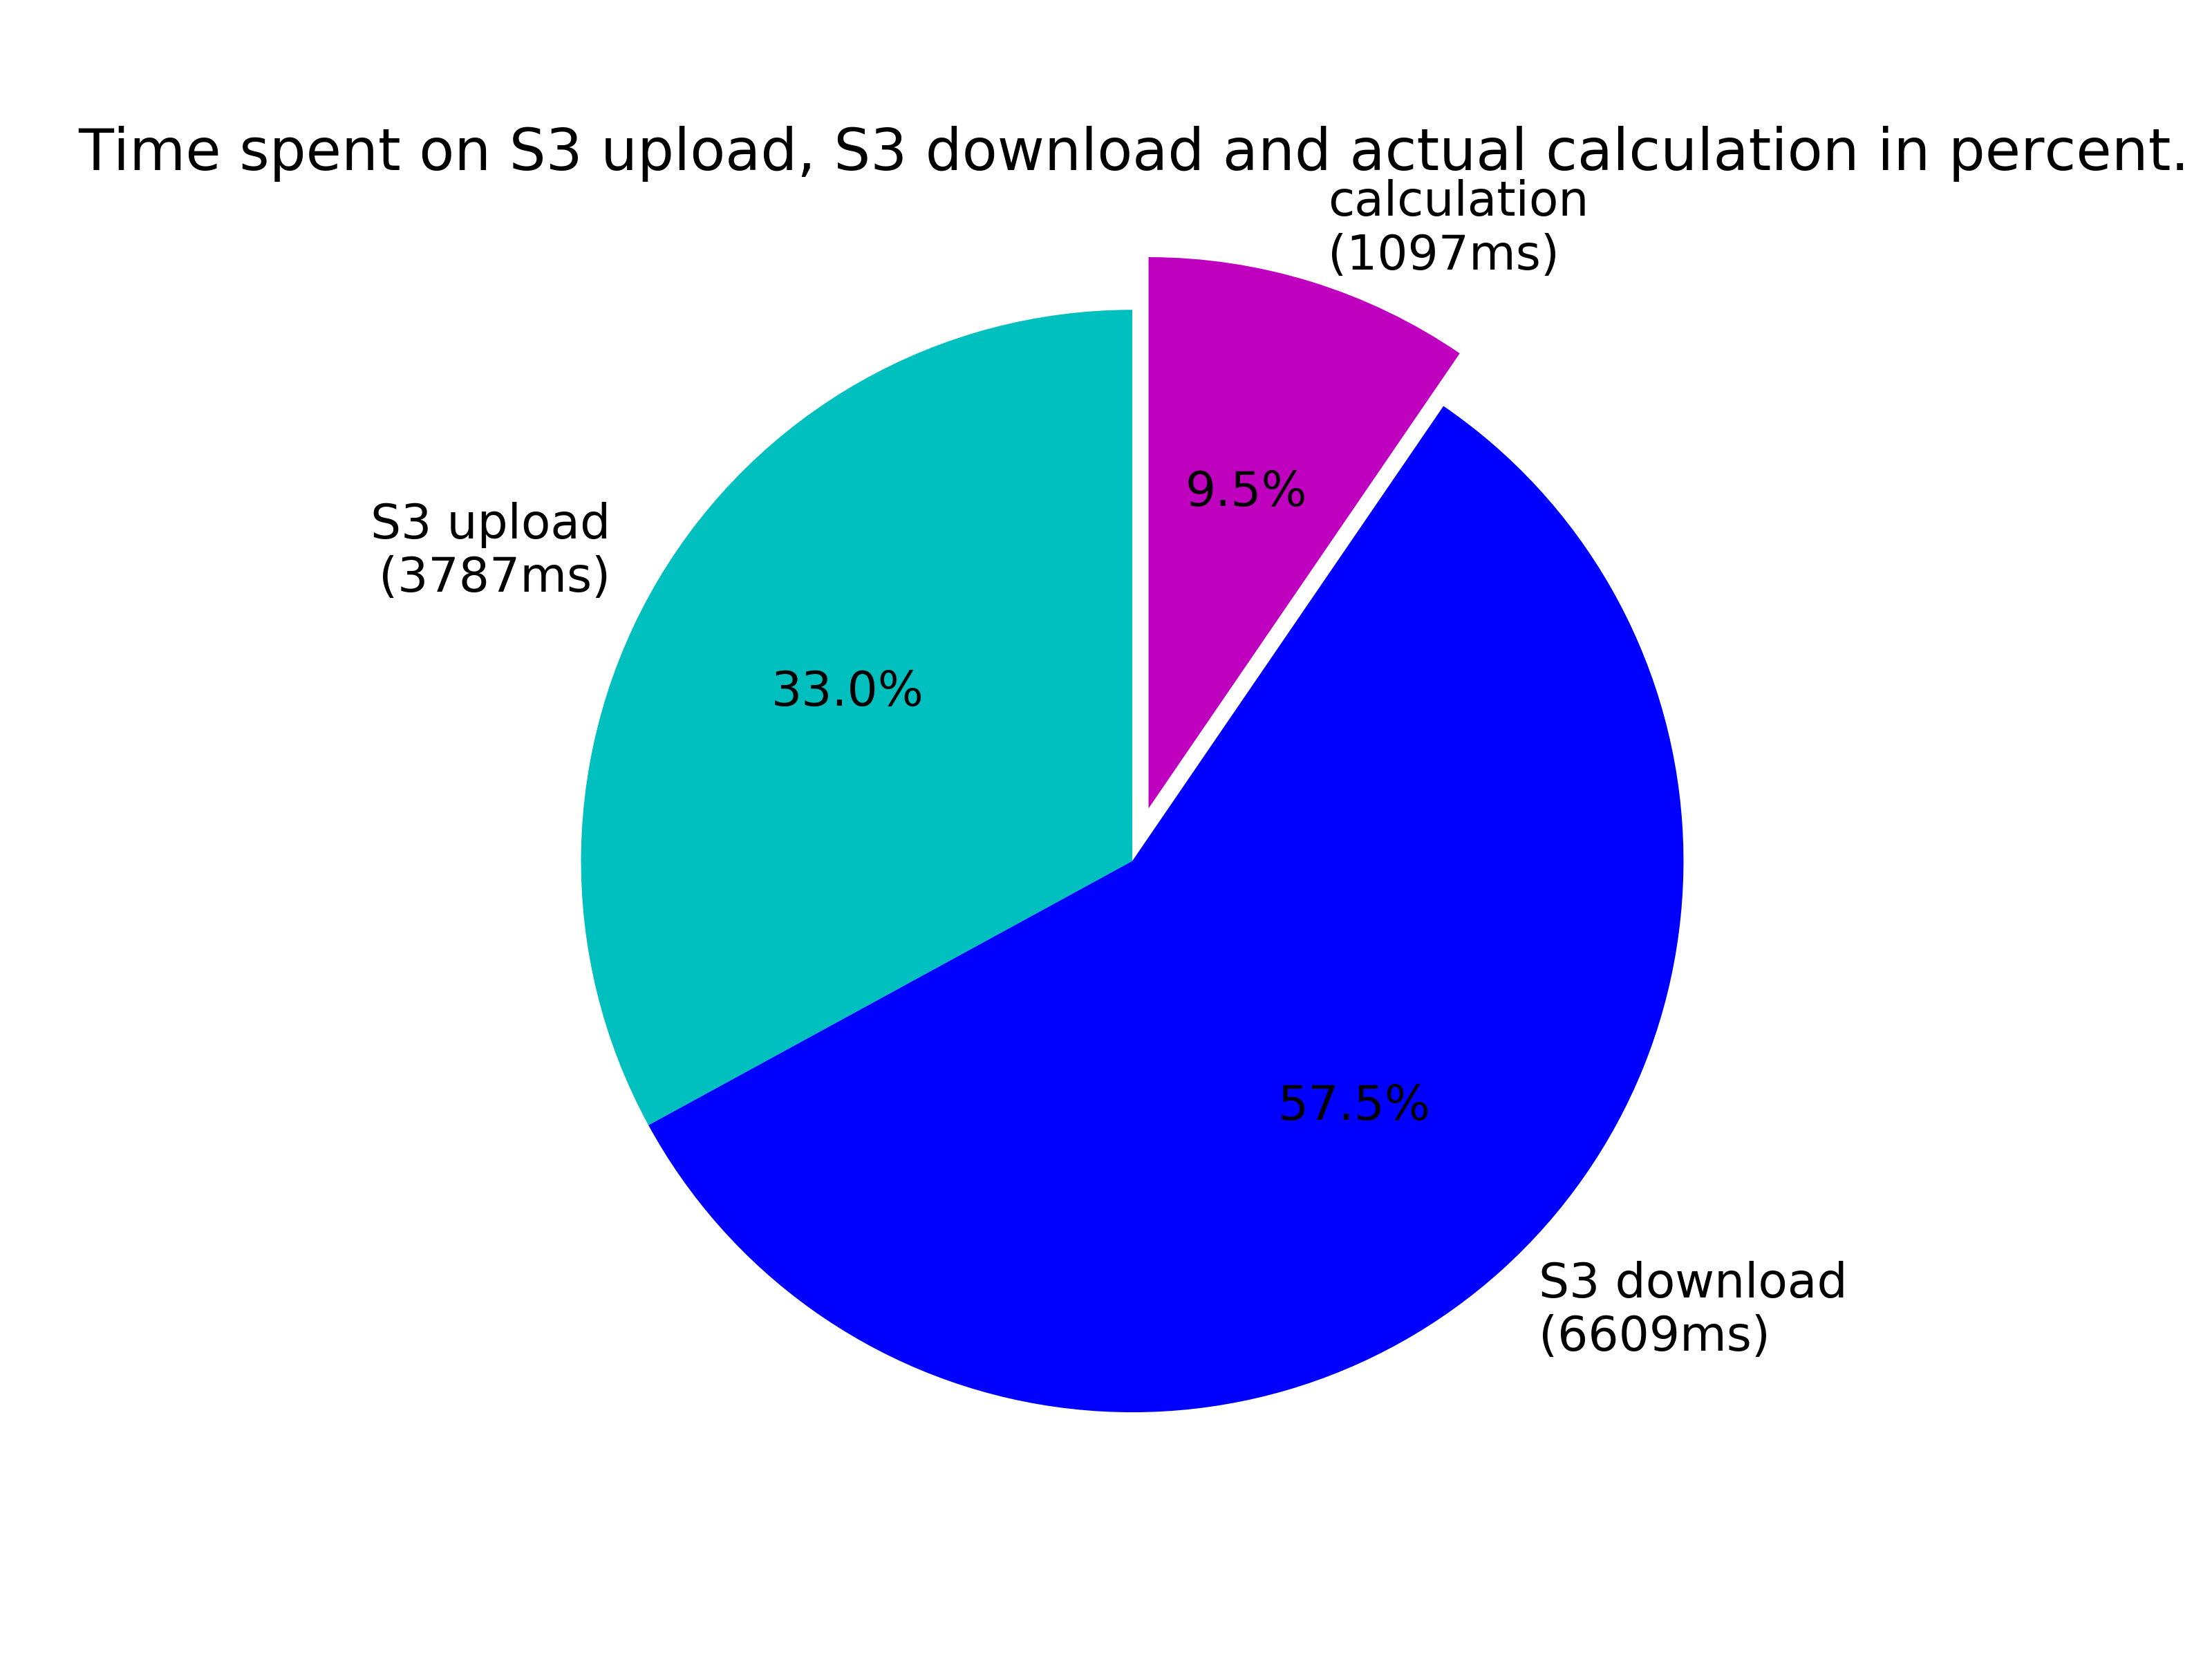 Time spent on S3 upload, S3 download and actual calculation in percent.
calculation
(1097ms)
9.5%
S3 upload
(3787ms)
33.0%
57.5%
S3 download
(6609ms)